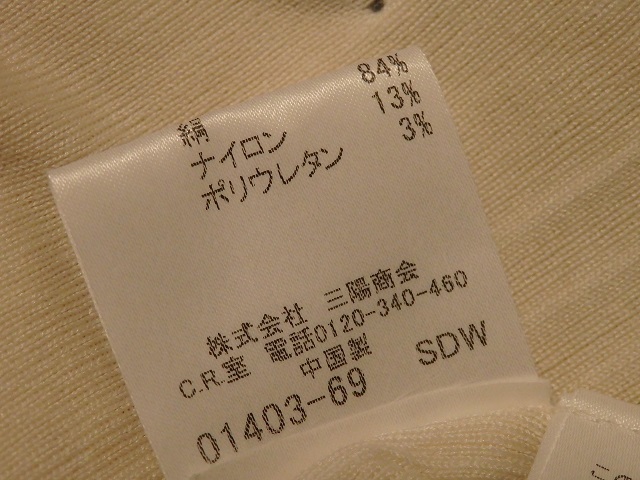 絹 84%
ナイロン 13%
ポリウレタン 3%
株式会社 三陽商会
C.R.室 電話0120-340-460
中国製
01403-69 SDW